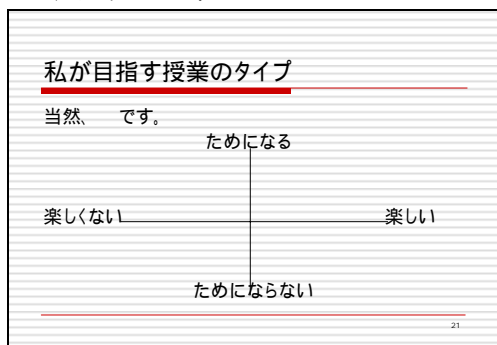 私が目指す授業のタイプ
当然、　　です。
ためになる
楽しくない　楽しい
ためにならない
21